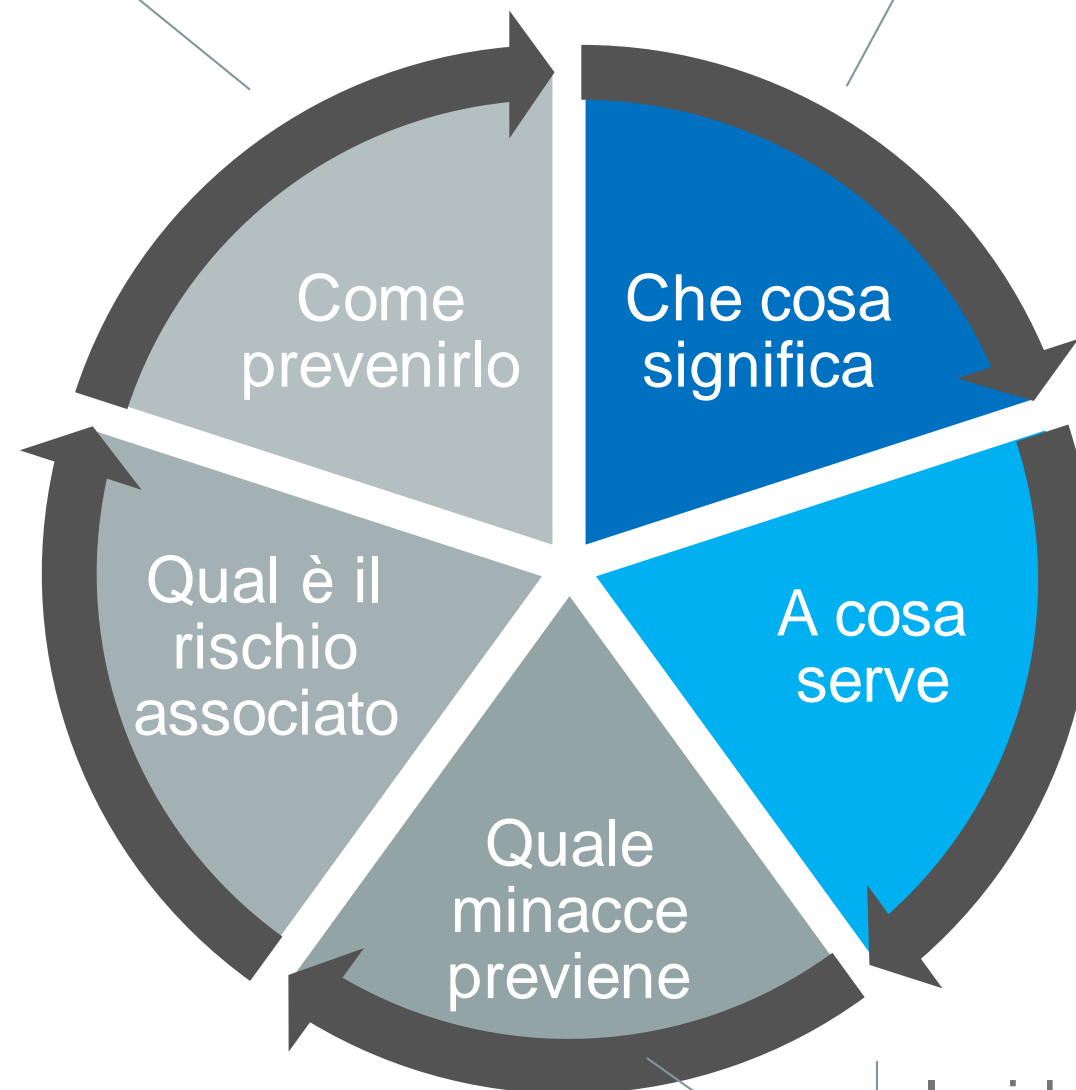 Che cosa
significa
A cosa
serve
Quale
minacce
previene
Qual è il
rischio
associato
Come
prevenirlo